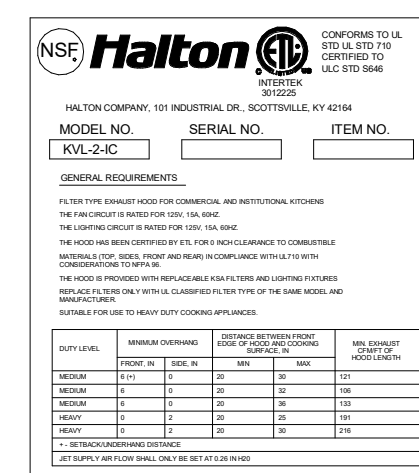 NSF
Halton
ETL
C US
LISTED
INTERTEK
3012225
CONFORMS TO UL
STD UL STD 710
CERTIFIED TO
ULC STD S646
HALTON COMPANY, 101 INDUSTRIAL DR., SCOTTSVILLE, KY 42164
MODEL NO. SERIAL NO. ITEM NO.
KVL-2-IC
GENERAL REQUIREMENTS
FILTER TYPE EXHAUST HOOD FOR COMMERCIAL AND INSTITUTIONAL KITCHENS
THE FAN CIRCUIT IS RATED FOR 125V, 15A, 60HZ.
THE LIGHTING CIRCUIT IS RATED FOR 125V, 15A, 60HZ.
THE HOOD HAS BEEN CERTIFIED BY ETL FOR 0 INCH CLEARANCE TO COMBUSTIBLE
MATERIALS (TOP, SIDES, FRONT AND REAR) IN COMPLIANCE WITH UL710 WITH
CONSIDERATIONS TO NFPA 96.
THE HOOD IS PROVIDED WITH REPLACEABLE KSA FILTERS AND LIGHTING FIXTURES
REPLACE FILTERS ONLY WITH UL CLASSIFIED FILTER TYPE OF THE SAME MODEL AND
MANUFACTURER.
SUITABLE FOR USE TO HEAVY DUTY COOKING APPLIANCES.
DUTY LEVEL MINIMUM OVERHANG DISTANCE BETWEEN FRONT EDGE OF HOOD AND COOKING SURFACE, IN MIN. EXHAUST CFM/FT OF HOOD LENGTH
FRONT, IN SIDE, IN MIN MAX
MEDIUM 6 (+) 0 20 30 121
MEDIUM 6 0 20 32 106
MEDIUM 6 0 20 36 133
HEAVY 0 2 20 25 191
HEAVY 0 2 20 30 216
+ - SETBACK/UNDERHANG DISTANCE
JET SUPPLY AIR FLOW SHALL ONLY BE SET AT 0.26 IN H20